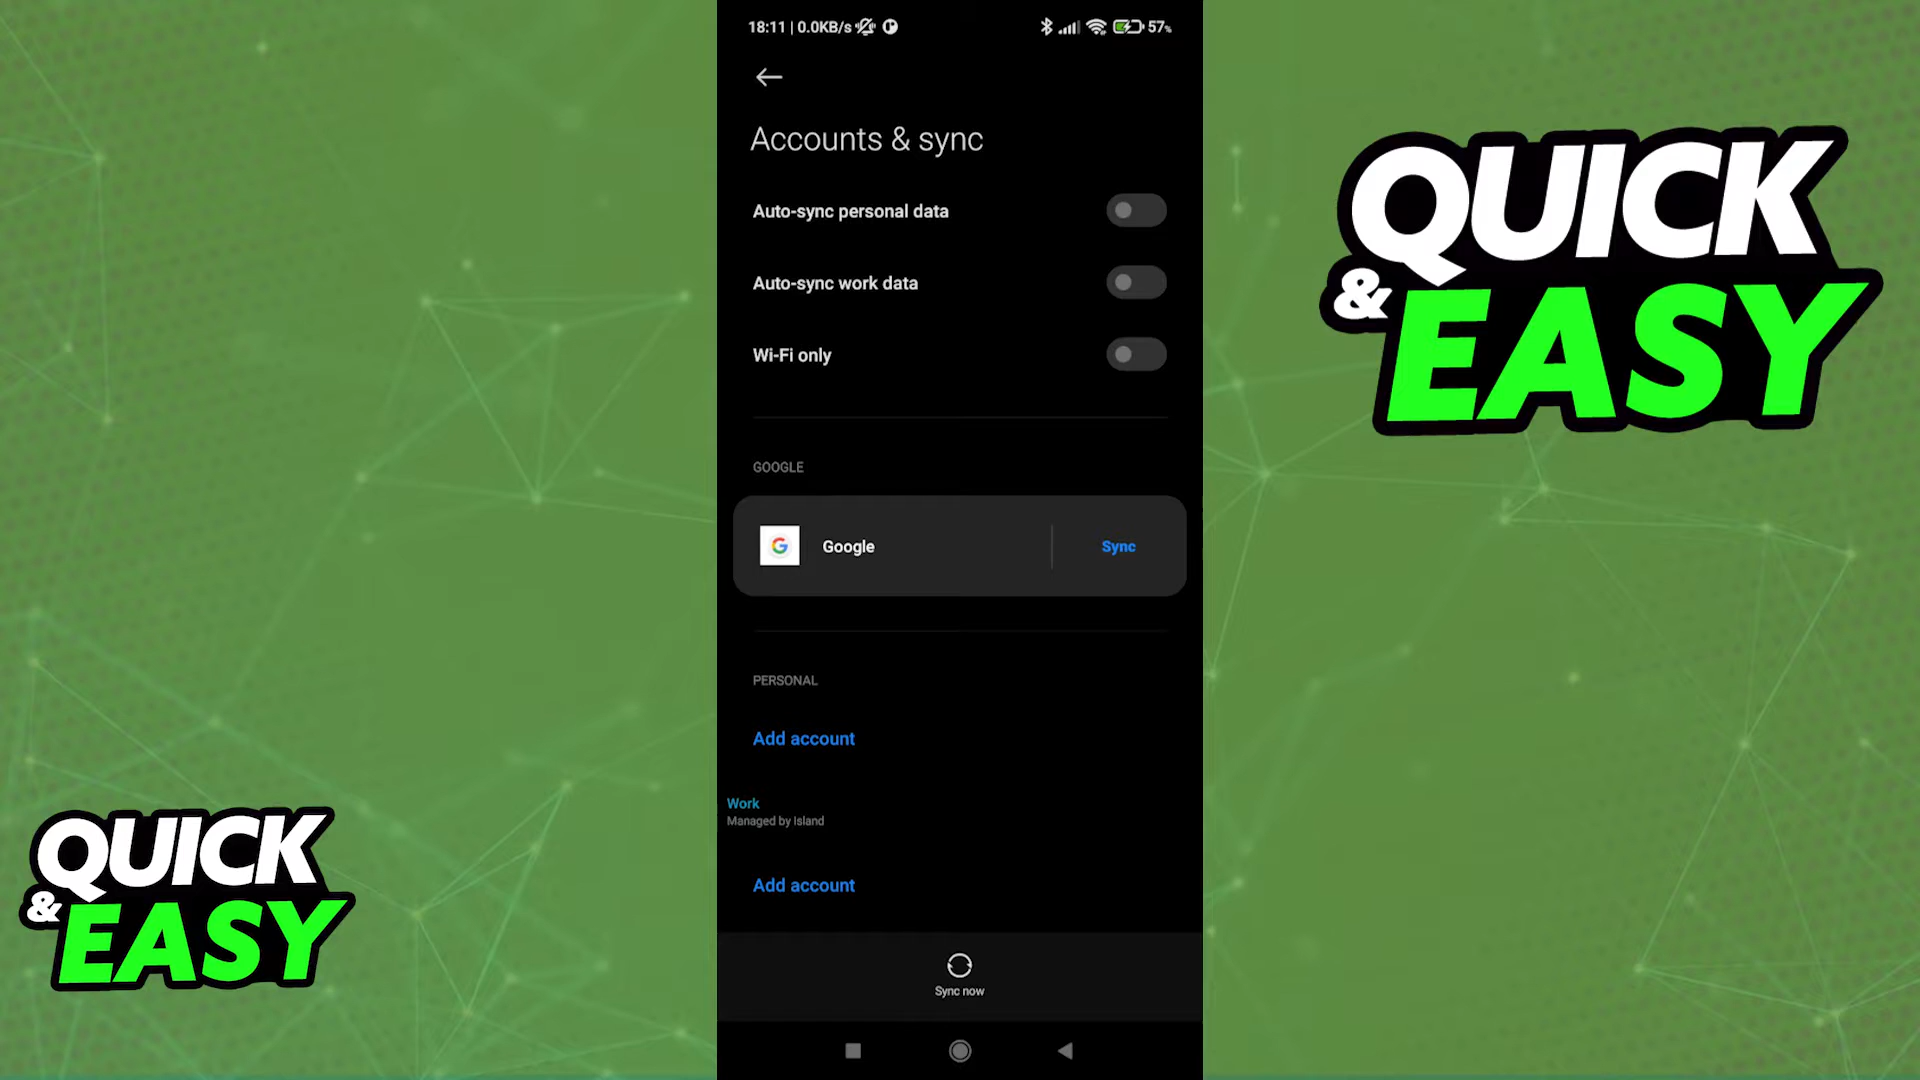 18:11 | 0.0KB/s
57%
Accounts & sync
Auto-sync personal data
Auto-sync work data
Wi-Fi only
GOOGLE
Google
Sync
PERSONAL
Add account
Work
Managed by Island
Add account
Sync now
QUICK
& EASY
QUICK
& EASY